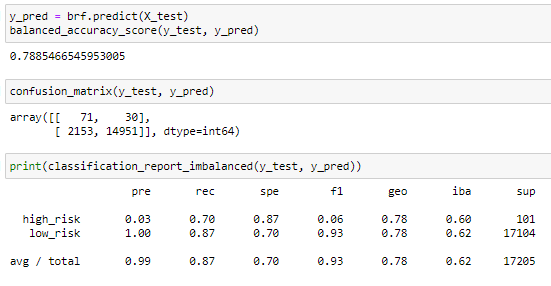 y_pred = brf.predict(X_test)
balanced_accuracy_score(y_test, y_pred)
0.7885466545953005
confusion_matrix(y_test, y_pred)
array([[   71,    30],
       [ 2153, 14951]], dtype=int64)
print(classification_report_imbalanced(y_test, y_pred))
pre rec spe f1 geo iba sup
high_risk 0.03 0.70 0.87 0.06 0.78 0.60 101
low_risk 1.00 0.87 0.70 0.93 0.78 0.62 17104
avg / total 0.99 0.87 0.70 0.93 0.78 0.62 17205